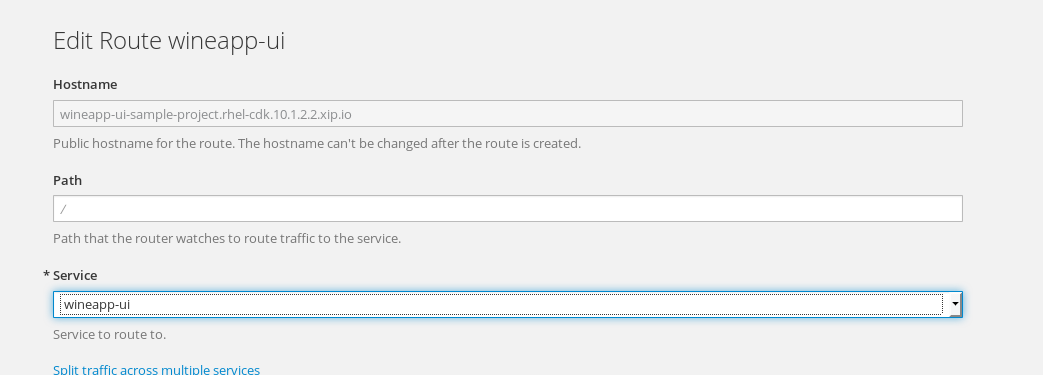 Edit Route wineapp-ui
Hostname
wineapp-ui-sample-project.rhel-cdk.10.1.2.2.xip.io
Public hostname for the route. The hostname can't be changed after the route is created.
Path
/
Path that the router watches to route traffic to the service.
* Service
wineapp-ui
Service to route to.
Split traffic across multiple services